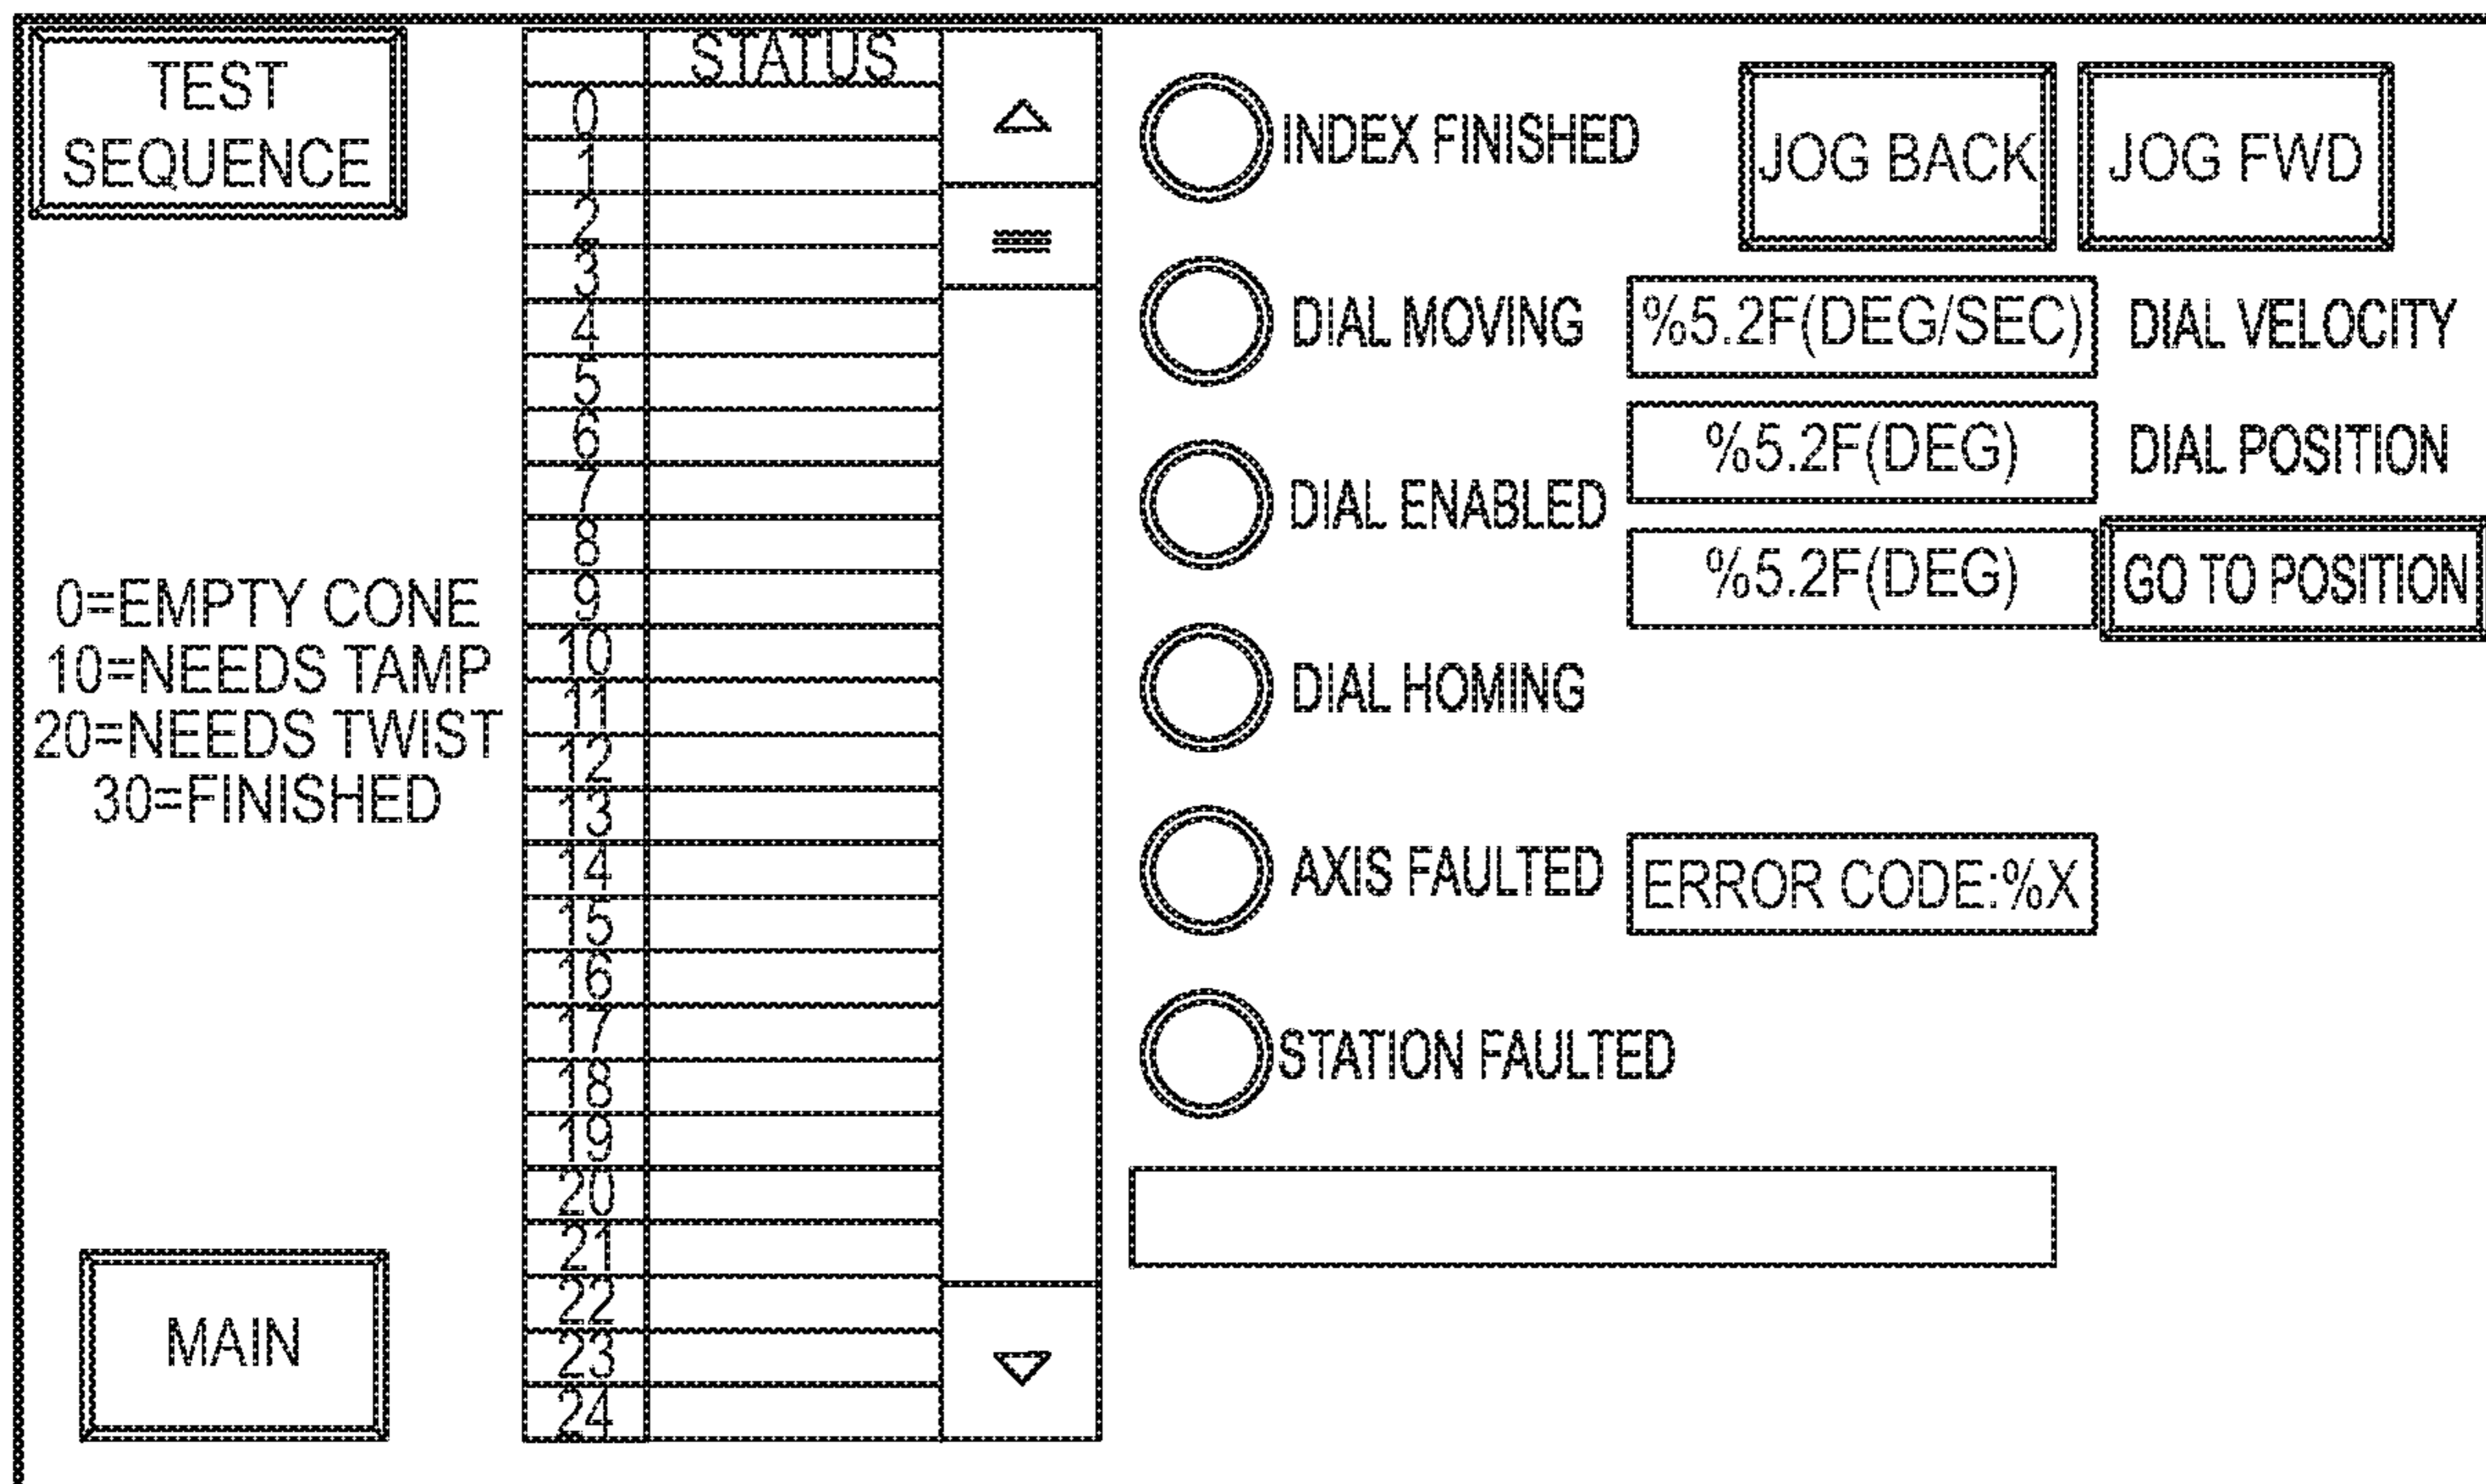 TEST
SEQUENCE
0=EMPTY CONE
10=NEEDS TAMP
20=NEEDS TWIST
30=FINISHED
MAIN
STATUS
0
1
2
3
4
5
6
7
8
9
10
11
12
13
14
15
16
17
18
19
20
21
22
23
24
INDEX FINISHED
JOG BACK
JOG FWD
DIAL MOVING
%5.2F(DEG/SEC)
DIAL VELOCITY
%5.2F(DEG)
DIAL POSITION
DIAL ENABLED
%5.2F(DEG)
GO TO POSITION
DIAL HOMING
AXIS FAULTED
ERROR CODE:%X
STATION FAULTED